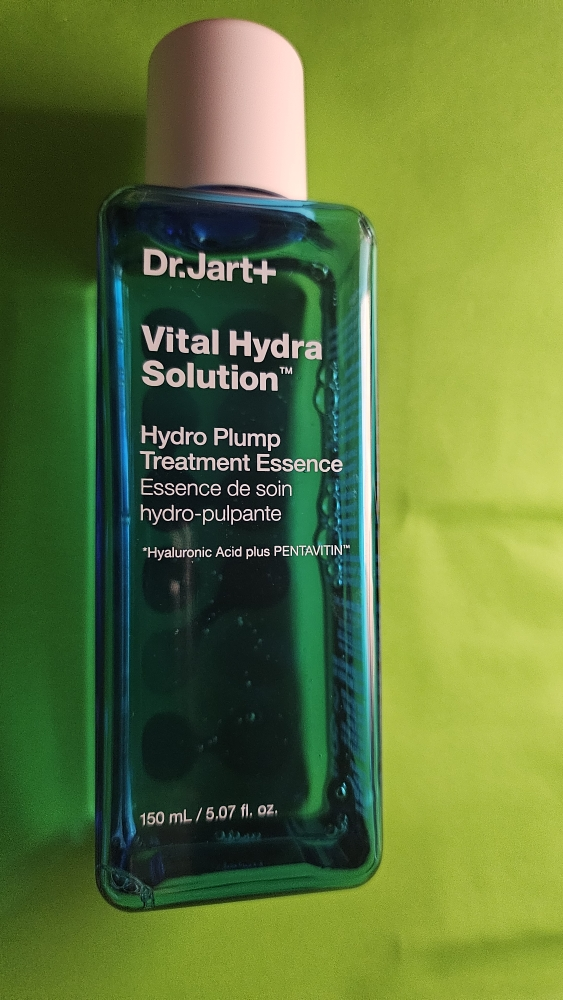 Dr.Jart+
Vital Hydra
Solution™
Hydro Plump
Treatment Essence
Essence de soin
hydro-pulpante
*Hyaluronic Acid plus PENTAVITIN™
150 mL / 5.07 fl. oz.